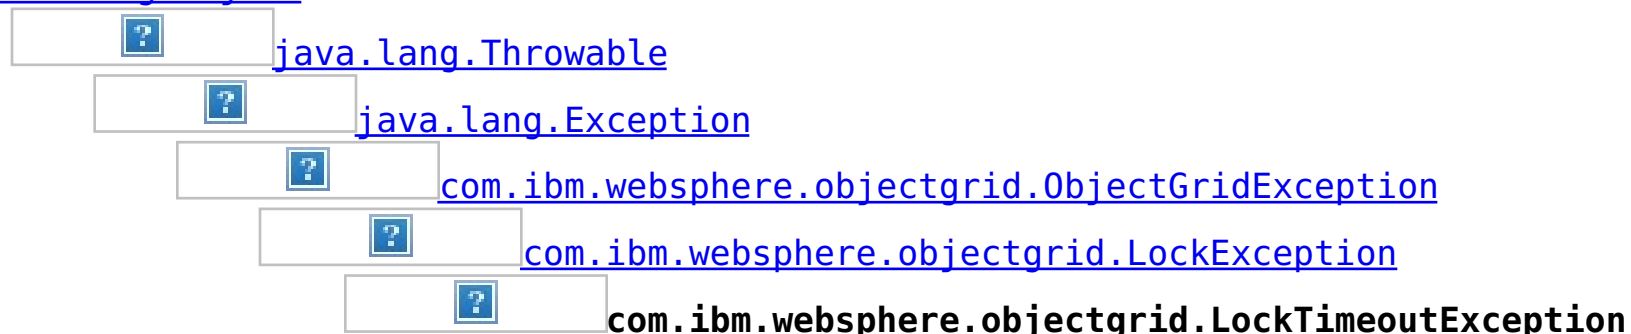 java.lang.Throwable
java.lang.Exception
com.ibm.websphere.objectgrid.ObjectGridException
com.ibm.websphere.objectgrid.LockException
com.ibm.websphere.objectgrid.LockTimeoutException